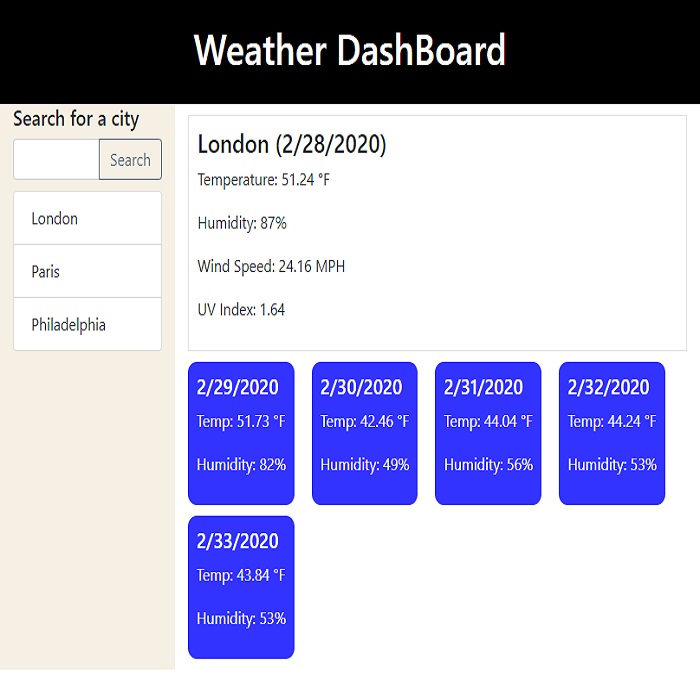 Weather DashBoard
Search for a city
Search
London
Paris
Philadelphia
London (2/28/2020)
Temperature: 51.24 °F
Humidity: 87%
Wind Speed: 24.16 MPH
UV Index: 1.64
2/29/2020
Temp: 51.73 °F
Humidity: 82%
2/30/2020
Temp: 42.46 °F
Humidity: 49%
2/31/2020
Temp: 44.04 °F
Humidity: 56%
2/32/2020
Temp: 44.24 °F
Humidity: 53%
2/33/2020
Temp: 43.84 °F
Humidity: 53%